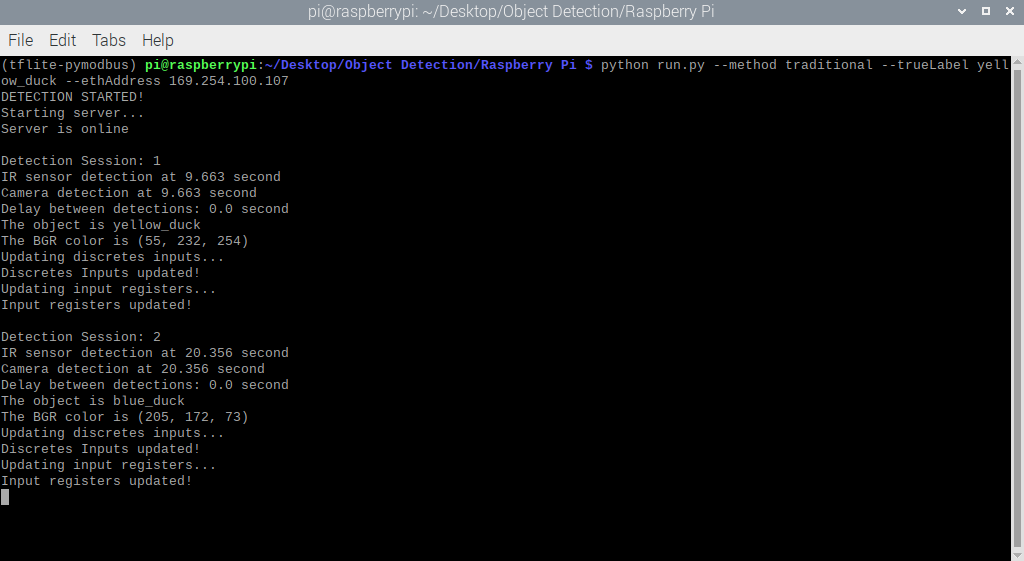 pi@raspberrypi: ~/Desktop/Object Detection/Raspberry Pi
File Edit Tabs Help
(tflite-pymodbus) pi@raspberrypi:~/Desktop/Object Detection/Raspberry Pi $ python run.py --method traditional --trueLabel yell
ow_duck --ethAddress 169.254.100.107
DETECTION STARTED!
Starting server...
Server is online
Detection Session: 1
IR sensor detection at 9.663 second
Camera detection at 9.663 second
Delay between detections: 0.0 second
The object is yellow_duck
The BGR color is (55, 232, 254)
Updating discretes inputs...
Discretes Inputs updated!
Updating input registers...
Input registers updated!
Detection Session: 2
IR sensor detection at 20.356 second
Camera detection at 20.356 second
Delay between detections: 0.0 second
The object is blue_duck
The BGR color is (205, 172, 73)
Updating discretes inputs...
Discretes Inputs updated!
Updating input registers...
Input registers updated!